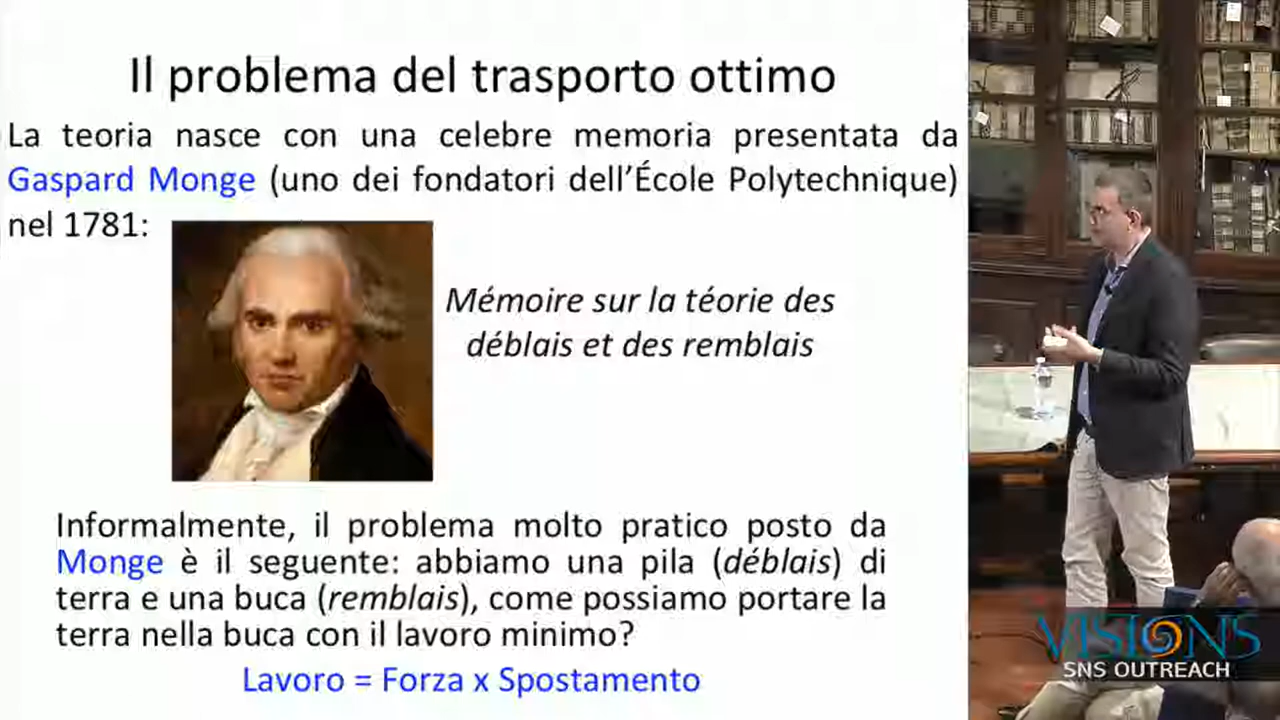 Il problema del trasporto ottimo
La teoria nasce con una celebre memoria presentata da
Gaspard Monge (uno dei fondatori dell'École Polytechnique)
nel 1781:
Mémoire sur la téorie des
déblais et des remblais
Informalmente, il problema molto pratico posto da
Monge è il seguente: abbiamo una pila (déblais) di
terra e una buca (remblais), come possiamo portare la
terra nella buca con il lavoro minimo?
Lavoro = Forza x Spostamento
VISIONS
SNS OUTREACH